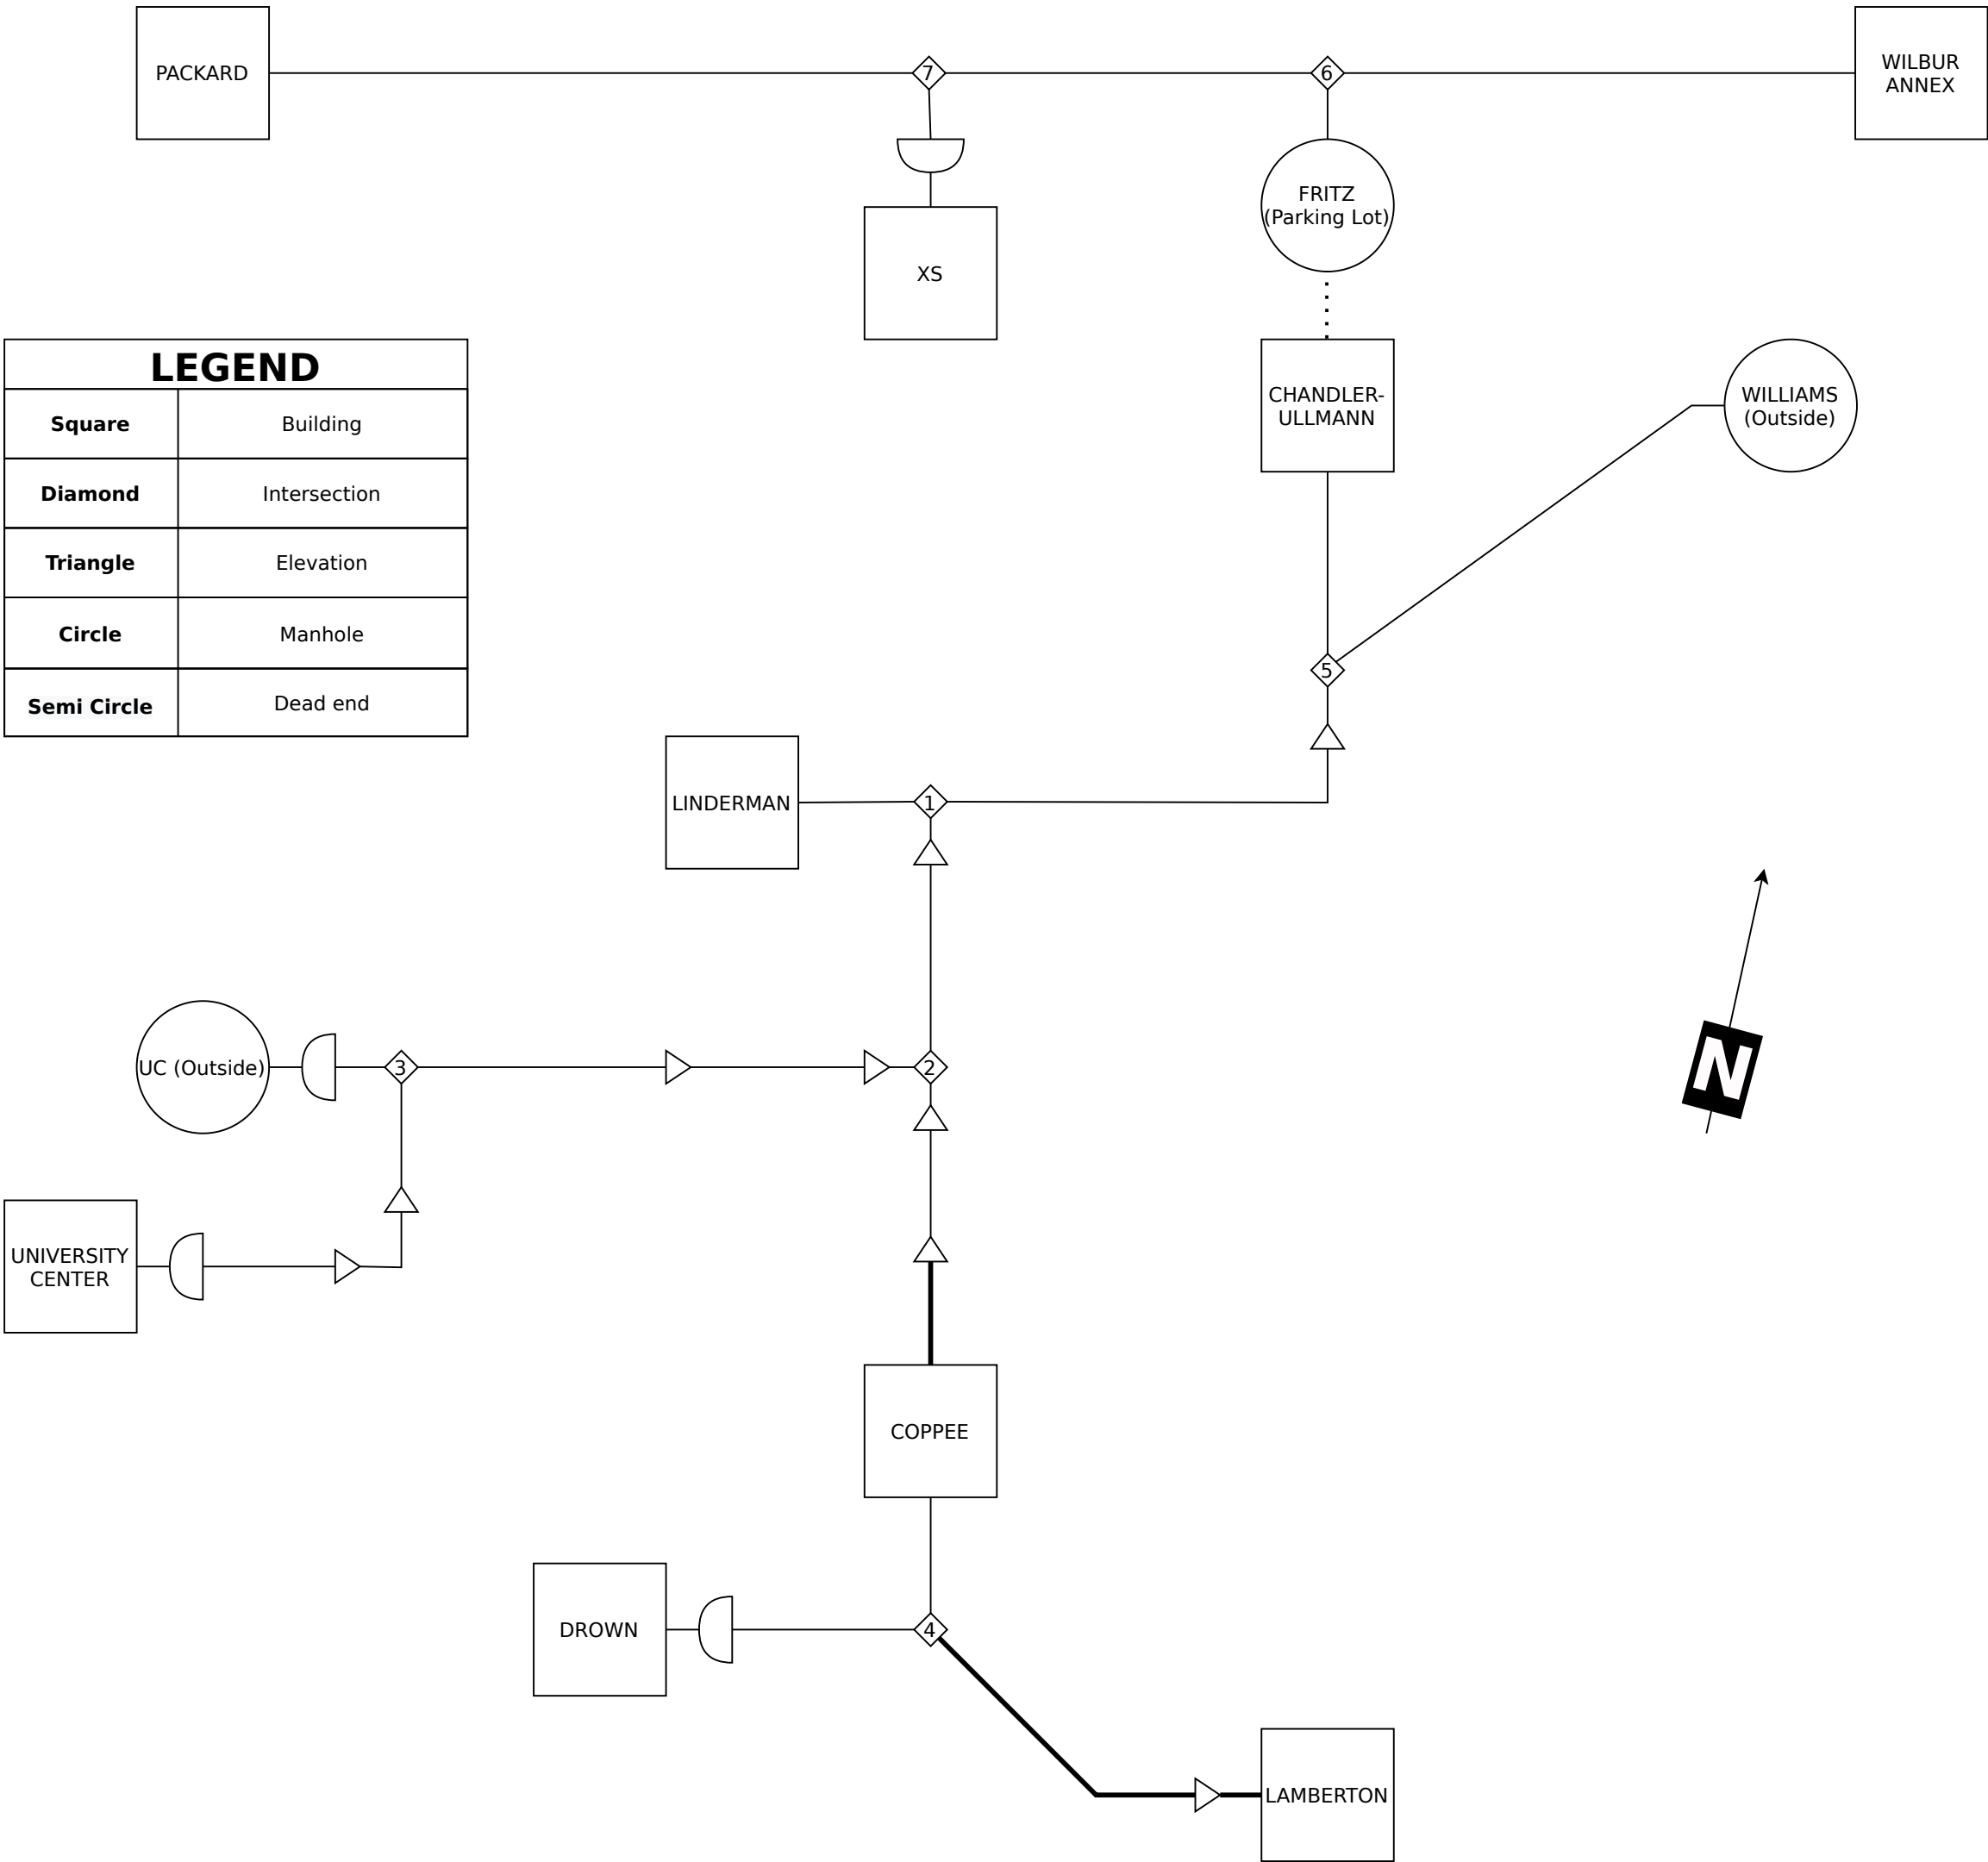 PACKARD
7
6
WILBUR
ANNEX
FRITZ
(Parking Lot)
XS
LEGEND
Square
Building
Diamond
Intersection
Triangle
Elevation
Circle
Manhole
Semi Circle
Dead end
CHANDLER-
ULLMANN
WILLIAMS
(Outside)
5
LINDERMAN
1
UC (Outside)
3
2
N
UNIVERSITY
CENTER
COPPEE
DROWN
4
LAMBERTON